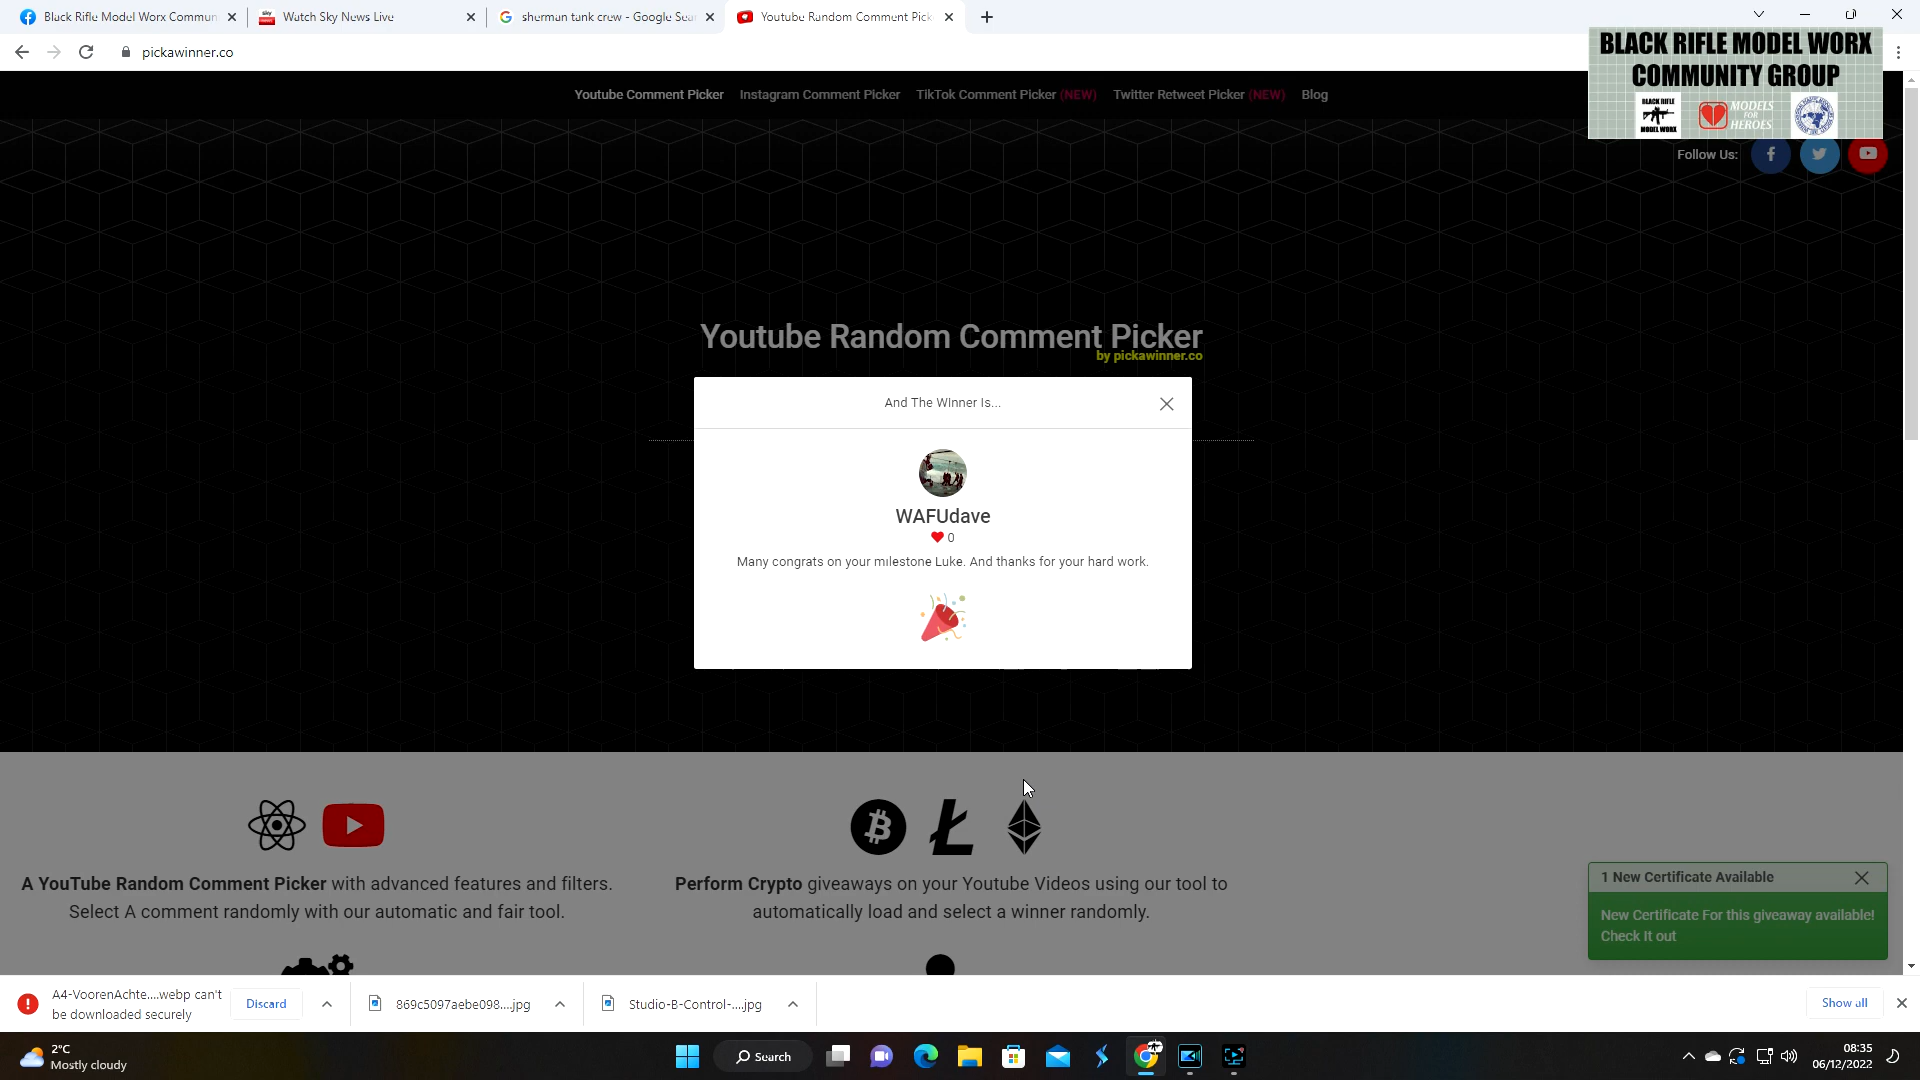 Black Rifle Model Worx Commun
Watch Sky News Live
sherman tank crew - Google Sea
Youtube Random Comment Pick
pickawinner.co
BLACK RIFLE MODEL WORX
COMMUNITY GROUP
BLACK RIFLE
MODEL WORX
MODELS
FOR
HEROES
Youtube Comment Picker
Instagram Comment Picker
TikTok Comment Picker (NEW)
Twitter Retweet Picker (NEW)
Blog
Follow Us:
Youtube Random Comment Picker
by pickawinner.co
And The Winner Is...
WAFUdave
0
Many congrats on your milestone Luke. And thanks for your hard work.
A YouTube Random Comment Picker with advanced features and filters.
Select A comment randomly with our automatic and fair tool.
Perform Crypto giveaways on your Youtube Videos using our tool to
automatically load and select a winner randomly.
1 New Certificate Available
New Certificate For this giveaway available!
Check It out
A4-VoorenAchte....webp can't
be downloaded securely
Discard
869c5097aebe098....jpg
Studio-B-Control-....jpg
Show all
2°C
Mostly cloudy
Search
08:35
06/12/2022